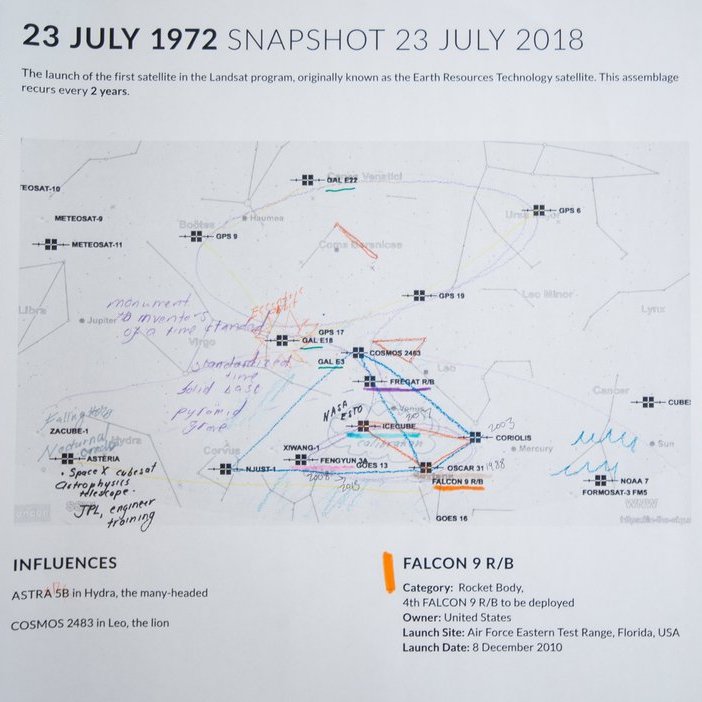 23 JULY 1972 SNAPSHOT 23 JULY 2018
The launch of the first satellite in the Landsat program, originally known as the Earth Resources Technology satellite. This assemblage
recurs every 2 years.
GAL E22
Canes Venatici
TEOSAT-10
METEOSAT-9
METEOSAT-11
Boötes
Haumea
GPS 9
Ursa Major
GPS 6
Coma Berenices
GPS 19
Leo Minor
Lynx
Libra
Jupiter
monument
to inventors
of a time standard
Virgo
GPS 17
GAL E18
GAL E3
COSMOS 2483
standardized
time
solid base
pyramid
game
Leo
FREGAT R/B
Cancer
CUBE
NASA
ESTO
Venus
ICECUBE
2003
CORIOLIS
Mercury
Sun
Falling
ZACUBE-1
Nocturnal
Hydra
ASTERIA
Corvus
XIWANG-1
FENGYUN 3A
GOES 13
NJUST-1
OSCAR 31
1988
FALCON 9 R/B
NOAA 7
FORMOSAT-3 FM5
• Space X cubesat
Astrophysics
telescope.
JPL, engineer
training
2008
GOES 16
WNW
INFLUENCES
ASTRA 5B in Hydra, the many-headed
COSMOS 2483 in Leo, the lion
FALCON 9 R/B
Category: Rocket Body,
4th FALCON 9 R/B to be deployed
Owner: United States
Launch Site: Air Force Eastern Test Range, Florida, USA
Launch Date: 8 December 2010